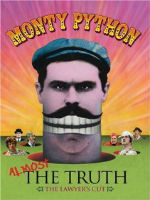 MONTY PYTHON
ALMOST
THE TRUTH
THE LAWYER'S CUT